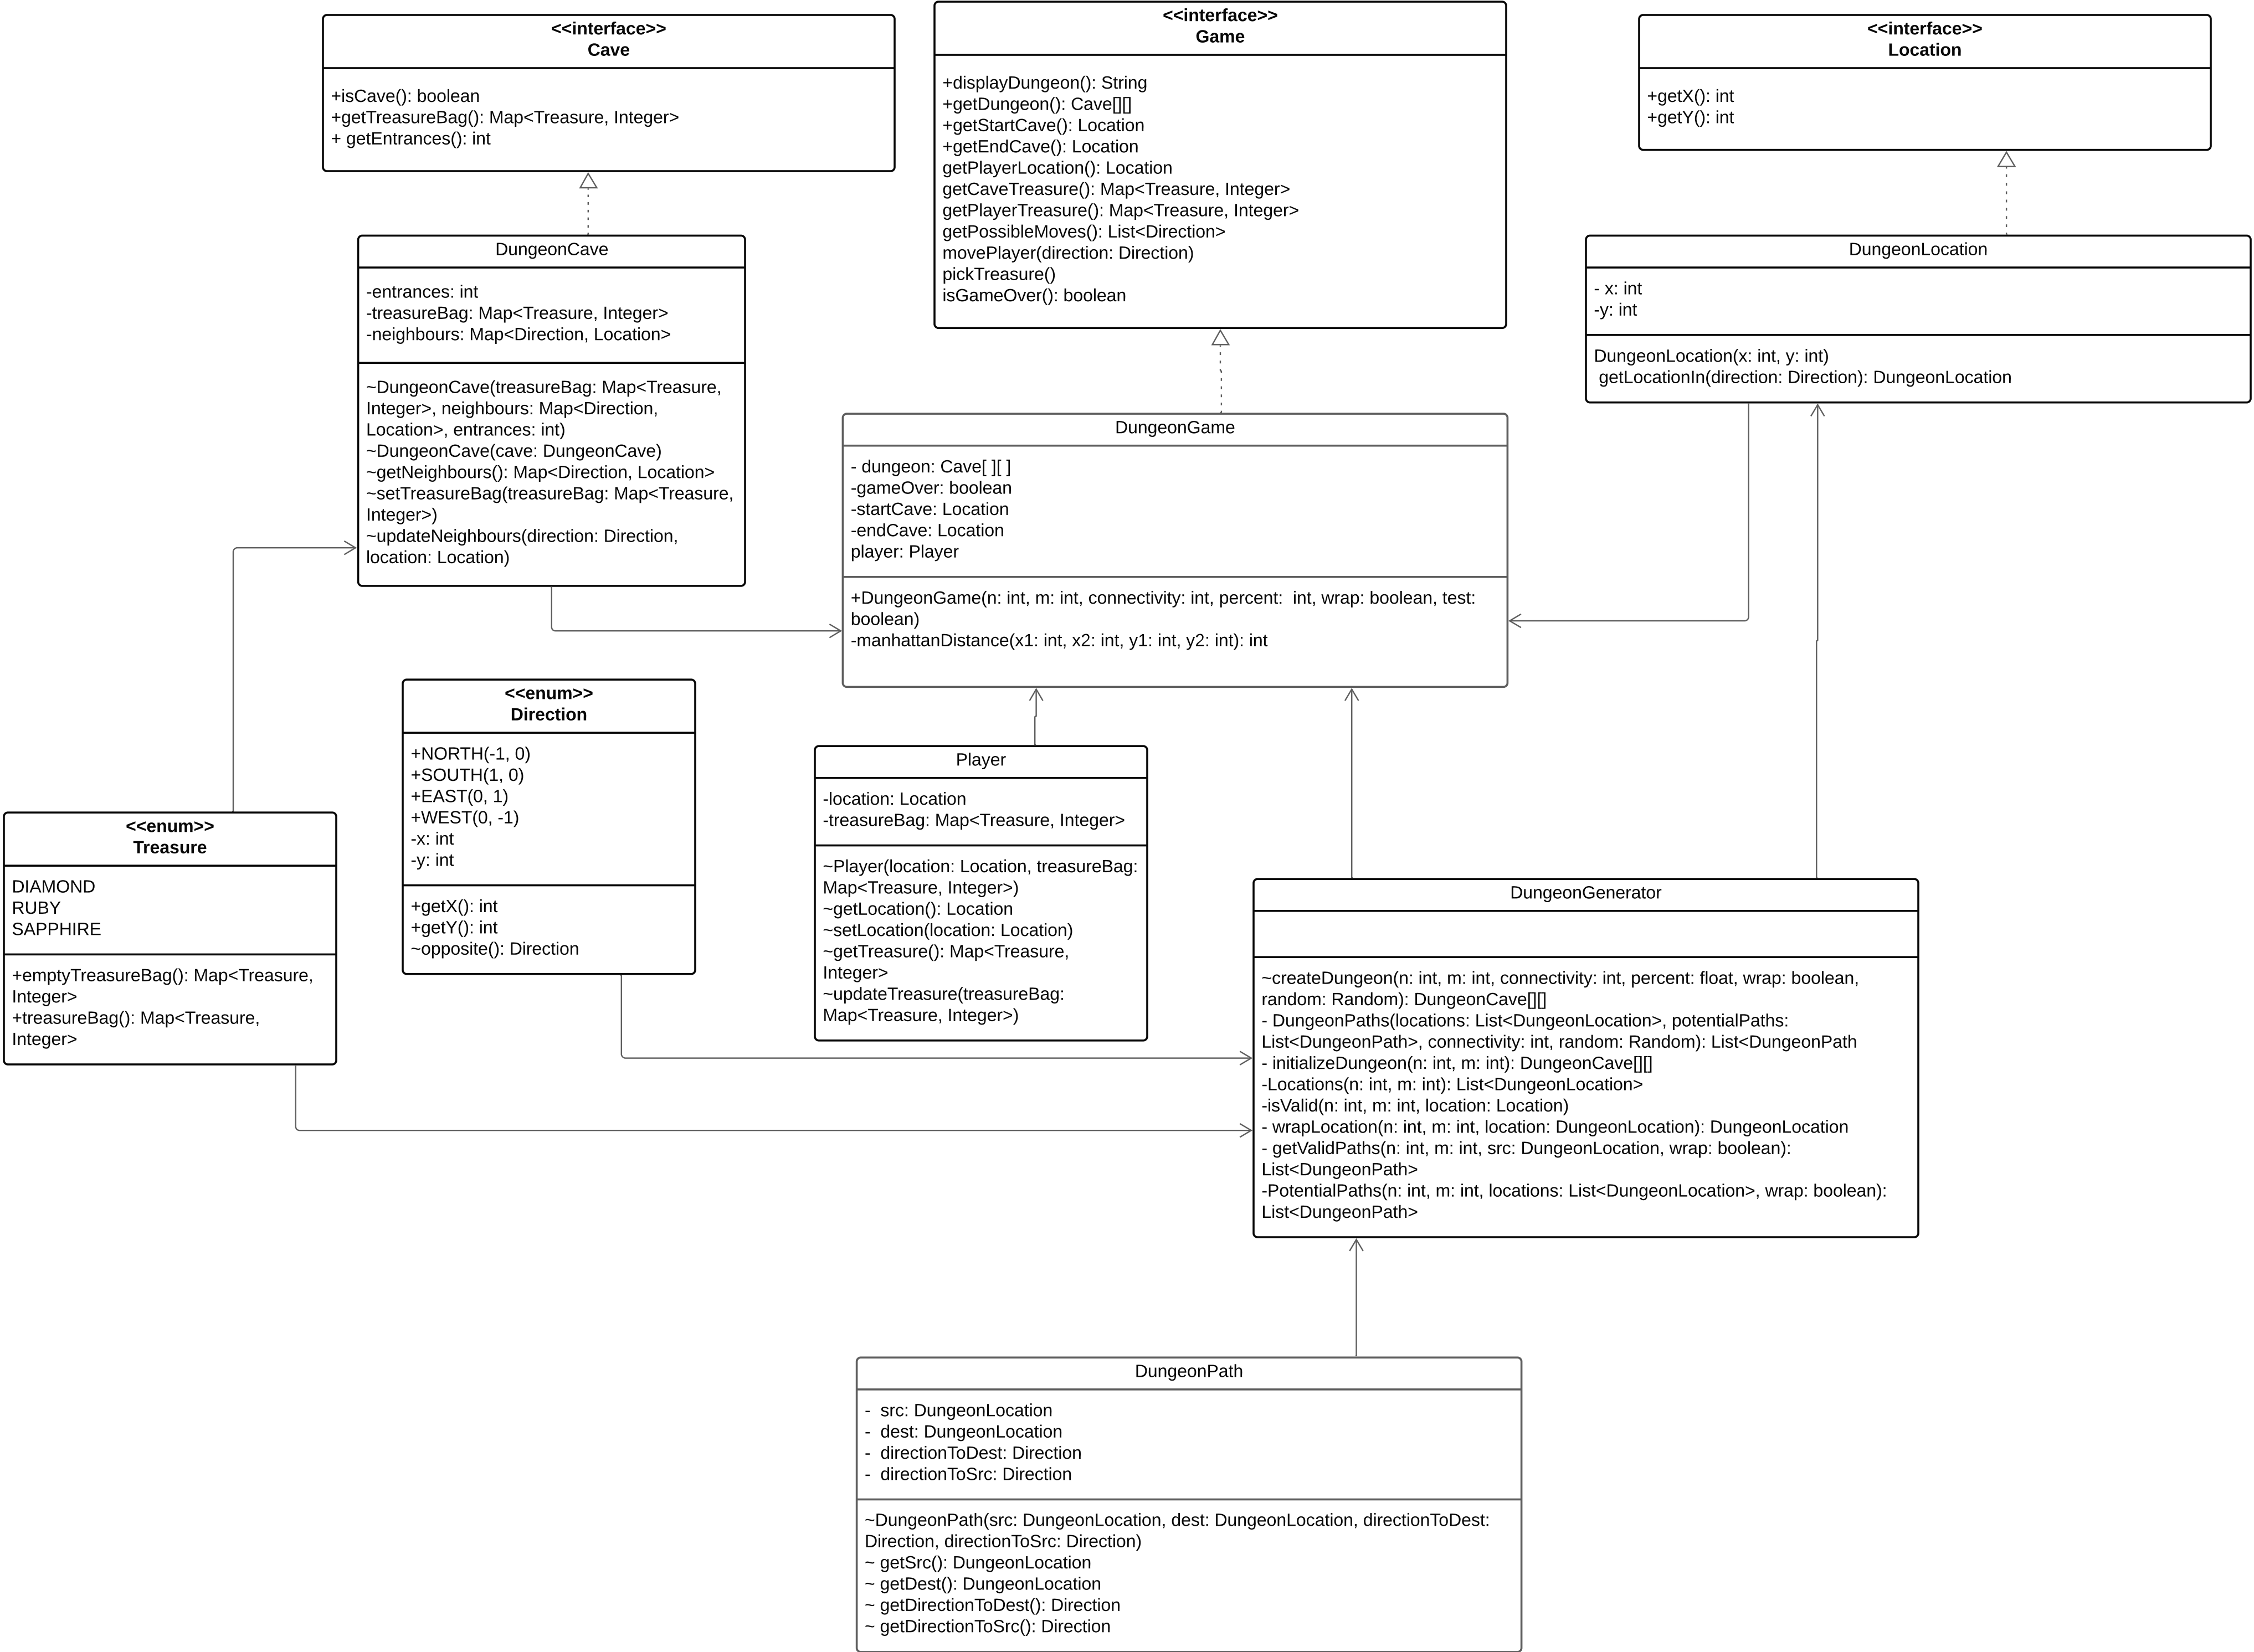 <<interface>>
Cave
+isCave(): boolean
+getTreasureBag(): Map<Treasure, Integer>
+ getEntrances(): int
<<interface>>
Game
+displayDungeon(): String
+getDungeon(): Cave[][]
+getStartCave(): Location
+getEndCave(): Location
getPlayerLocation(): Location
getCaveTreasure(): Map<Treasure, Integer>
getPlayerTreasure(): Map<Treasure, Integer>
getPossibleMoves(): List<Direction>
movePlayer(direction: Direction)
pickTreasure()
isGameOver(): boolean
<<interface>>
Location
+getX(): int
+getY(): int
DungeonCave
-entrances: int
-treasureBag: Map<Treasure, Integer>
-neighbours: Map<Direction, Location>
~DungeonCave(treasureBag: Map<Treasure,
Integer>, neighbours: Map<Direction,
Location>, entrances: int)
~DungeonCave(cave: DungeonCave)
~getNeighbours(): Map<Direction, Location>
~setTreasureBag(treasureBag: Map<Treasure,
Integer>)
~updateNeighbours(direction: Direction,
location: Location)
DungeonLocation
- x: int
-y: int
DungeonLocation(x: int, y: int)
getLocationIn(direction: Direction): DungeonLocation
DungeonGame
- dungeon: Cave[ ][ ]
-gameOver: boolean
-startCave: Location
-endCave: Location
player: Player
+DungeonGame(n: int, m: int, connectivity: int, percent:  int, wrap: boolean, test:
boolean)
-manhattanDistance(x1: int, x2: int, y1: int, y2: int): int
<<enum>>
Direction
+NORTH(-1, 0)
+SOUTH(1, 0)
+EAST(0, 1)
+WEST(0, -1)
-x: int
-y: int
+getX(): int
+getY(): int
~opposite(): Direction
Player
-location: Location
-treasureBag: Map<Treasure, Integer>
~Player(location: Location, treasureBag:
Map<Treasure, Integer>)
~getLocation(): Location
~setLocation(location: Location)
~getTreasure(): Map<Treasure,
Integer>
~updateTreasure(treasureBag:
Map<Treasure, Integer>)
<<enum>>
Treasure
DIAMOND
RUBY
SAPPHIRE
+emptyTreasureBag(): Map<Treasure,
Integer>
+treasureBag(): Map<Treasure,
Integer>
DungeonGenerator
~createDungeon(n: int, m: int, connectivity: int, percent: float, wrap: boolean,
random: Random): DungeonCave[][]
- DungeonPaths(locations: List<DungeonLocation>, potentialPaths:
List<DungeonPath>, connectivity: int, random: Random): List<DungeonPath
- initializeDungeon(n: int, m: int): DungeonCave[][]
-Locations(n: int, m: int): List<DungeonLocation>
-isValid(n: int, m: int, location: Location)
- wrapLocation(n: int, m: int, location: DungeonLocation): DungeonLocation
- getValidPaths(n: int, m: int, src: DungeonLocation, wrap: boolean):
List<DungeonPath>
-PotentialPaths(n: int, m: int, locations: List<DungeonLocation>, wrap: boolean):
List<DungeonPath>
DungeonPath
-  src: DungeonLocation
-  dest: DungeonLocation
-  directionToDest: Direction
-  directionToSrc: Direction
~DungeonPath(src: DungeonLocation, dest: DungeonLocation, directionToDest:
Direction, directionToSrc: Direction)
~ getSrc(): DungeonLocation
~ getDest(): DungeonLocation
~ getDirectionToDest(): Direction
~ getDirectionToSrc(): Direction